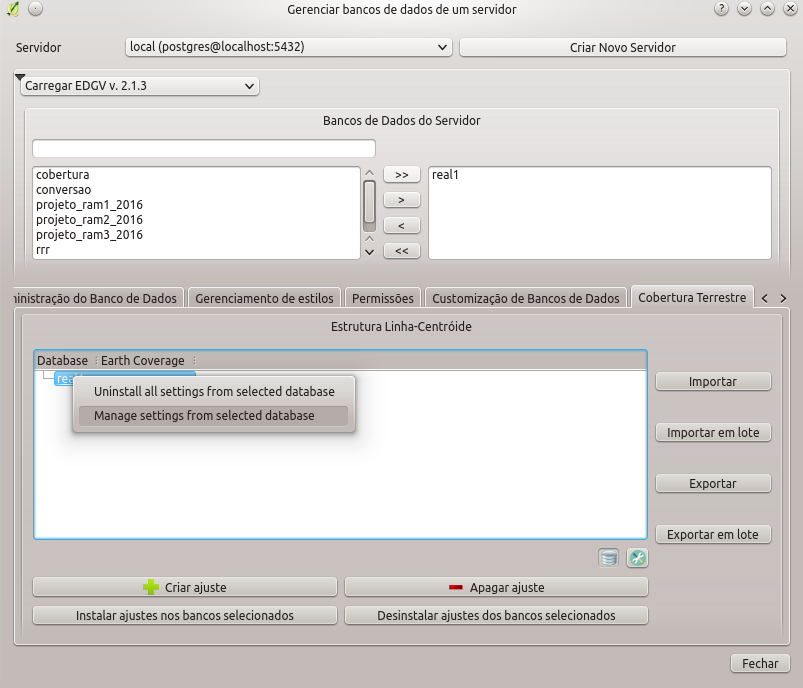 Gerenciar bancos de dados de um servidor
Servidor
local (postgres@localhost:5432)
Criar Novo Servidor
Carregar EDGV v. 2.1.3
Bancos de Dados do Servidor
cobertura
conversao
projeto_ram1_2016
projeto_ram2_2016
projeto_ram3_2016
rrr
>>
>
<
<<
real1
do Banco de Dados
Gerenciamento de estilos
Permissões
Customização de Bancos de Dados
Cobertura Terrestre
Estrutura Linha-Centróide
Database
Earth Coverage
Uninstall all settings from selected database
Manage settings from selected database
Importar
Importar em lote
Exportar
Exportar em lote
Criar ajuste
Apagar ajuste
Instalar ajustes nos bancos selecionados
Desinstalar ajustes dos bancos selecionados
Fechar